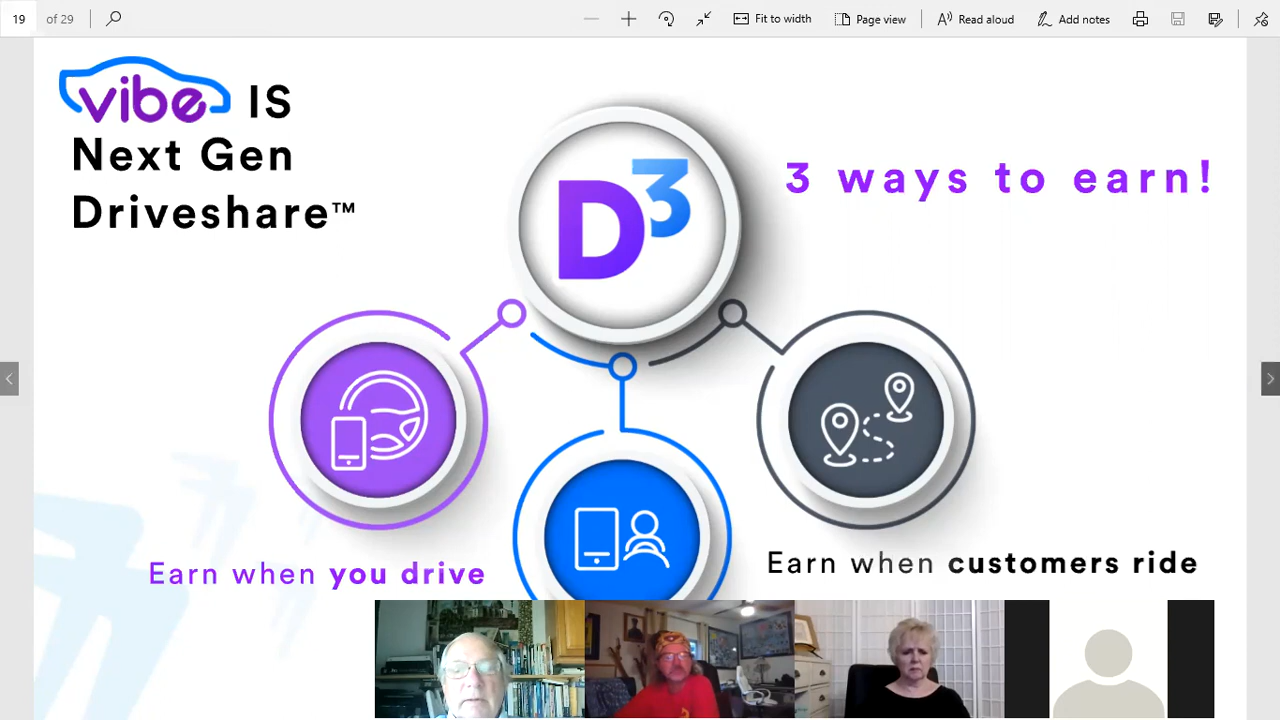 19 of 29
Fit to width
Page view
Read aloud
Add notes
vibe IS
Next Gen
Driveshare™
D3
3 ways to earn!
Earn when you drive
Earn when customers ride